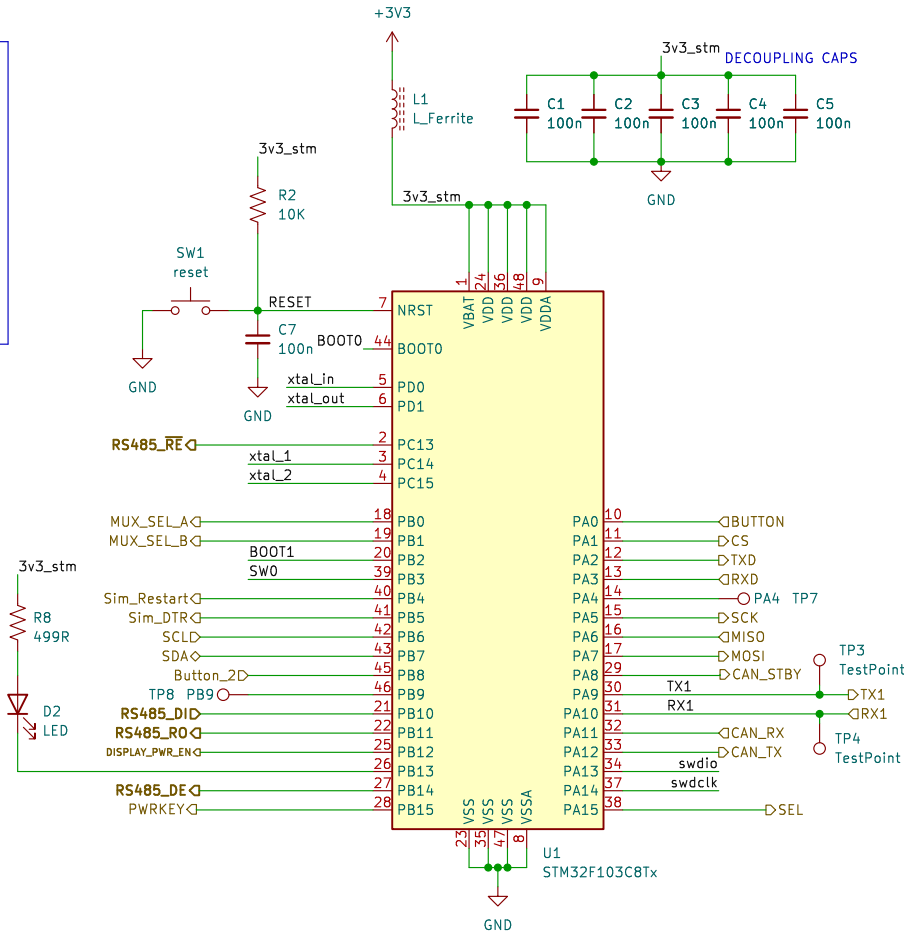 +3V3
3v3_stm
DECOUPLING CAPS
L1
L_Ferrite
C1
100n
C2
100n
C3
100n
C4
100n
C5
100n
GND
3v3_stm
R2
10K
3v3_stm
SW1
reset
RESET
C7
100n
GND
GND
BOOT0
xtal_in
xtal_out
RS485_RE
xtal_1
xtal_2
MUX_SEL_A
MUX_SEL_B
BOOT1
SW0
Sim_Restart
Sim_DTR
SCL
SDA
Button_2
TP8 PB9
RS485_DI
RS485_RO
DISPLAY_PWR_EN
RS485_DE
PWRKEY
3v3_stm
R8
499R
D2
LED
1 VBAT
24 VDD
36 VDD
48 VDD
9 VDDA
7 NRST
44 BOOT0
5 PD0
6 PD1
2 PC13
3 PC14
4 PC15
18 PB0
19 PB1
20 PB2
39 PB3
40 PB4
41 PB5
42 PB6
43 PB7
45 PB8
46 PB9
21 PB10
22 PB11
25 PB12
26 PB13
27 PB14
28 PB15
PA0 10 BUTTON
PA1 11 CS
PA2 12 TXD
PA3 13 RXD
PA4 14 PA4 TP7
PA5 15 SCK
PA6 16 MISO
PA7 17 MOSI
PA8 29 CAN_STBY
PA9 30 TX1 TX1
PA10 31 RX1 RX1
PA11 32 CAN_RX
PA12 33 CAN_TX
PA13 34 swdio
PA14 37 swdclk
PA15 38 SEL
TP3
TestPoint
TP4
TestPoint
VSS 23
VSS 35
VSS 47
VSSA 8
U1
STM32F103C8Tx
GND